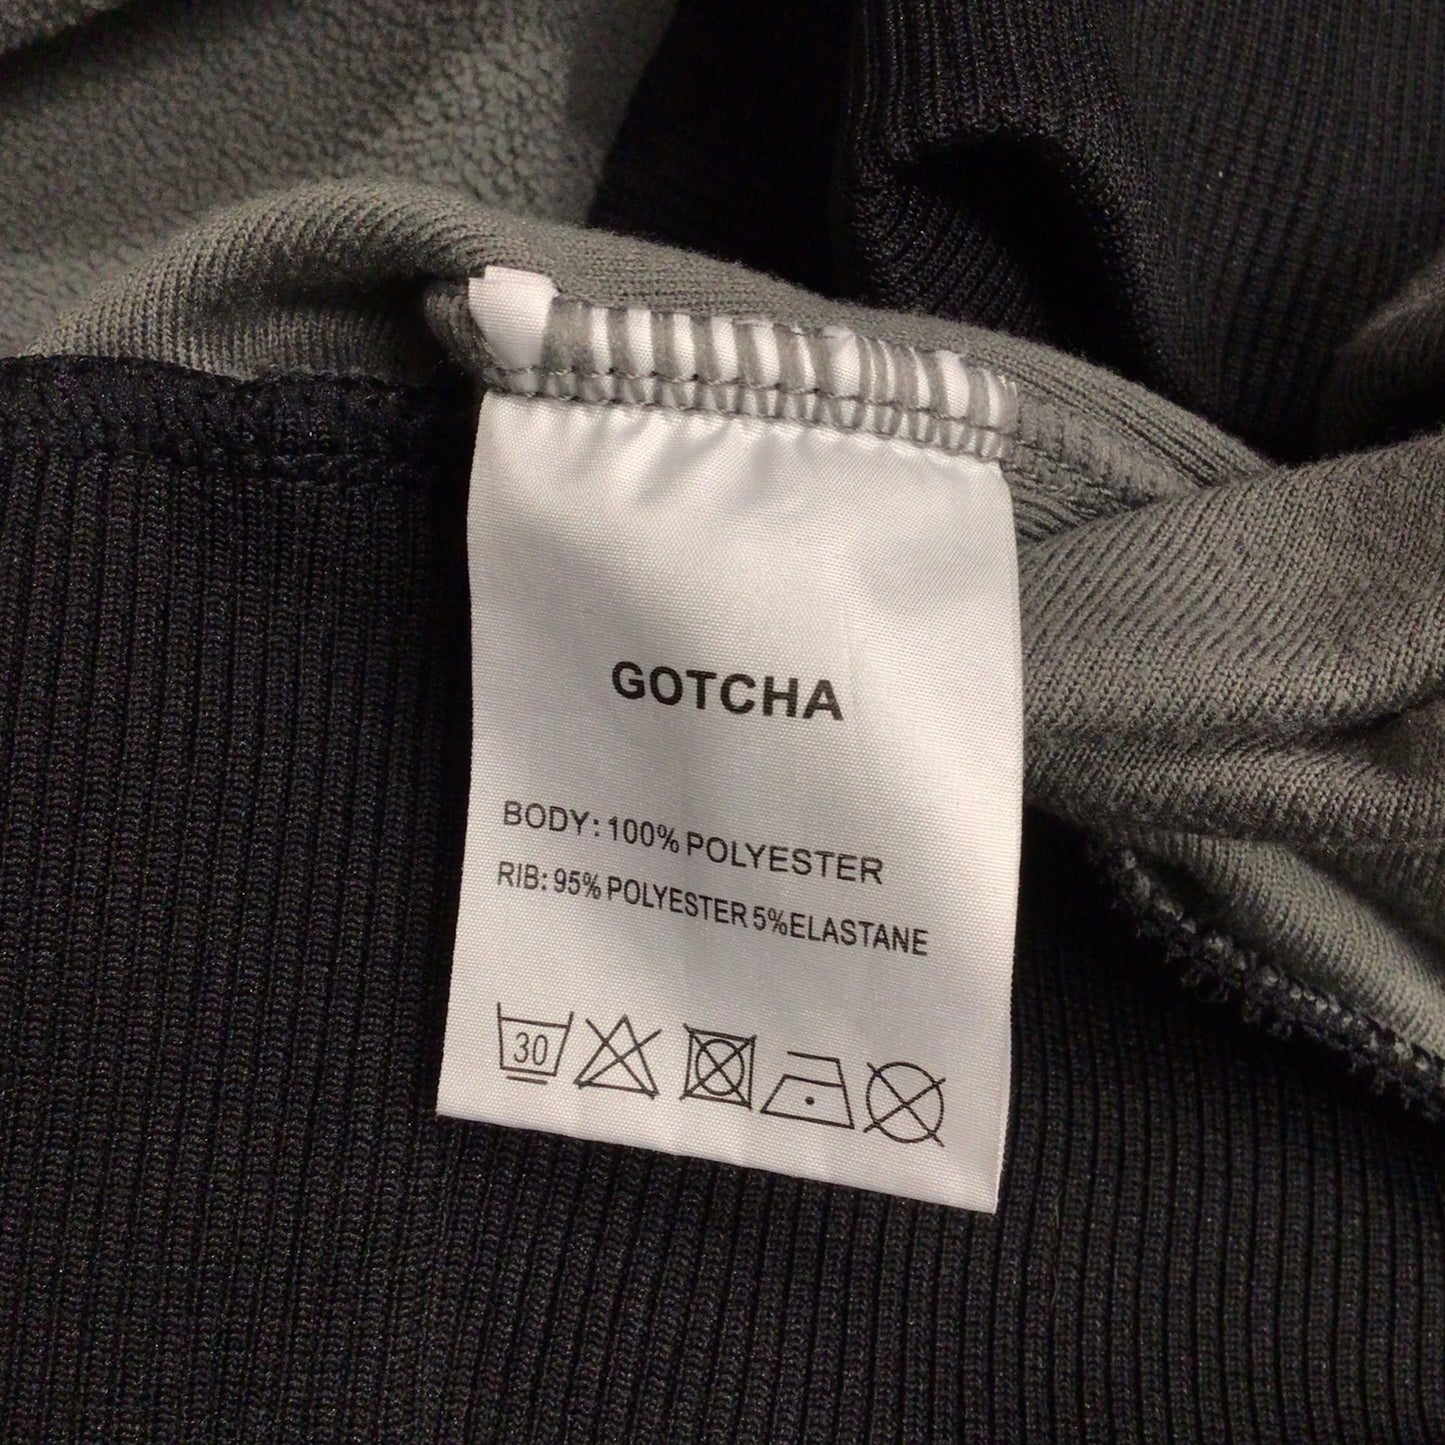 GOTCHA
BODY: 100% POLYESTER
RIB: 95% POLYESTER 5%ELASTANE
30